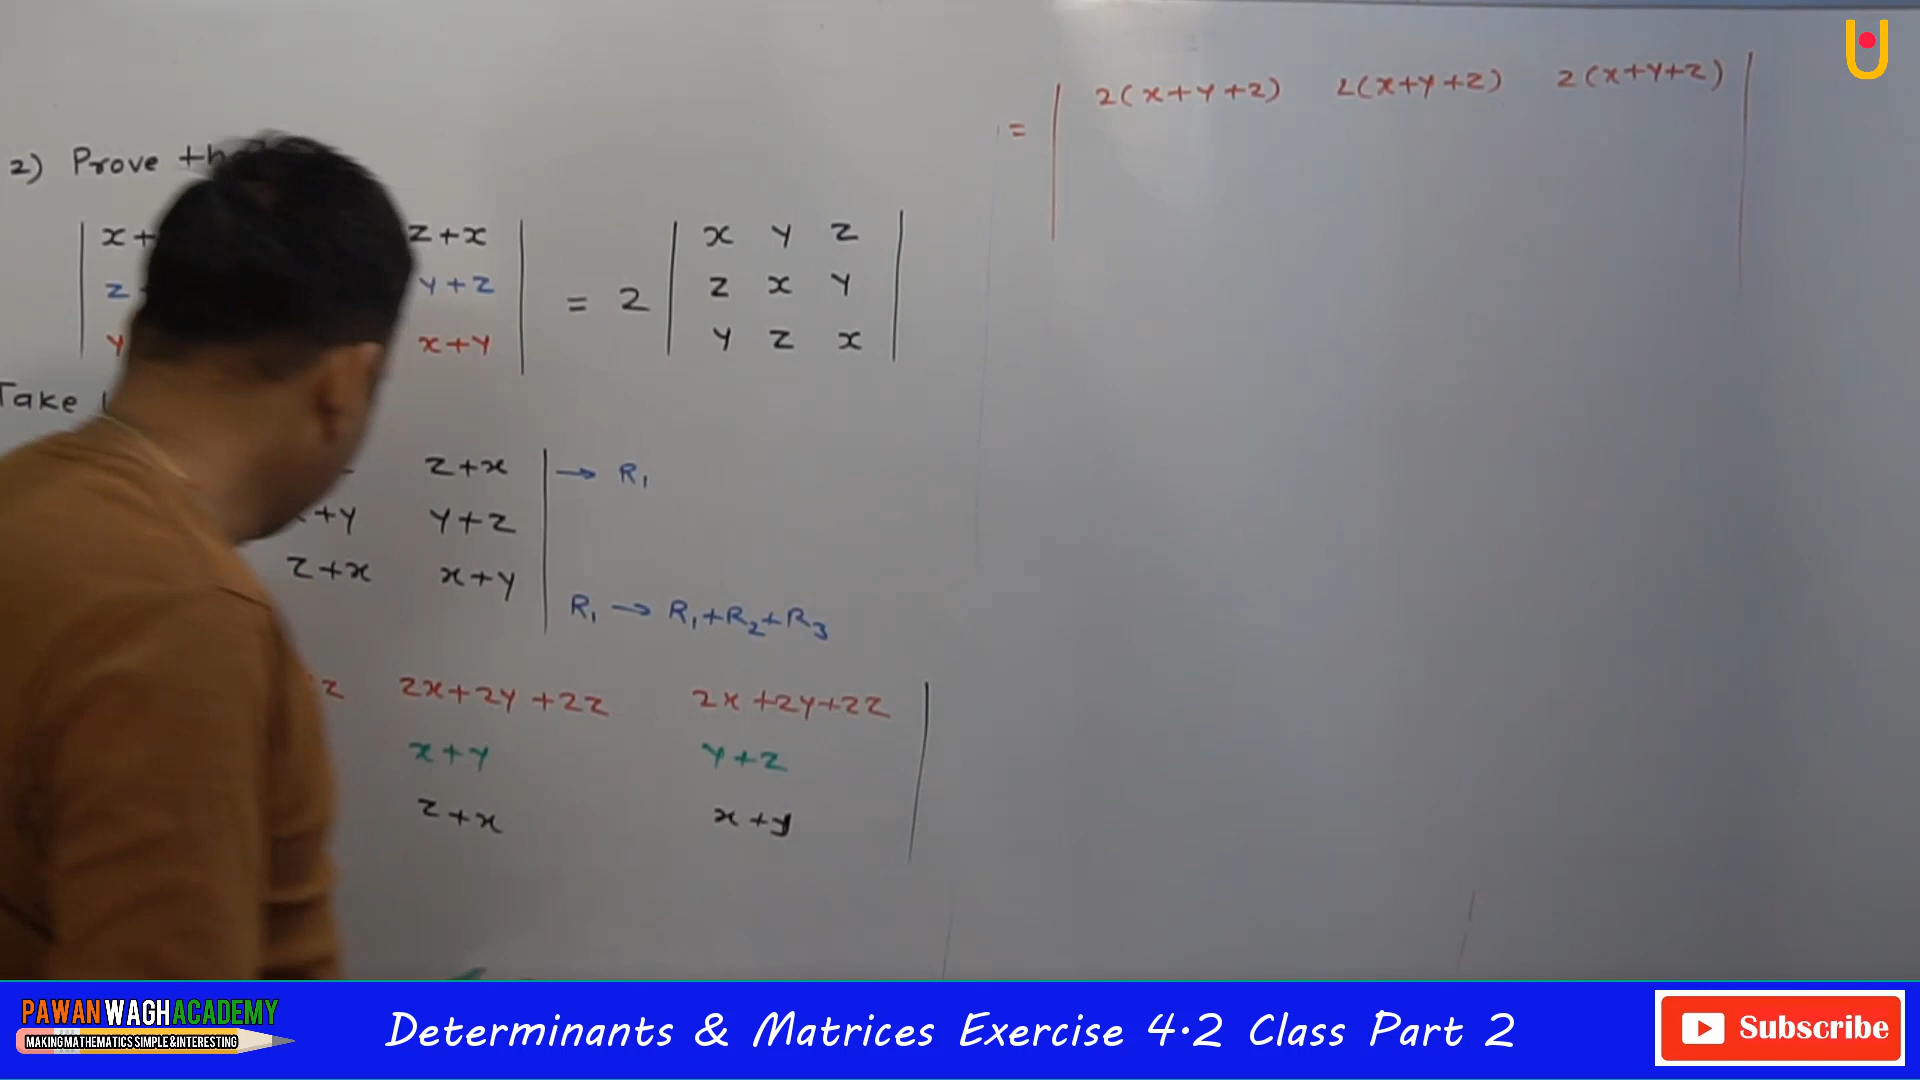 2) Prove
x+ z+x
z y+z
y x+y
= 2
x y z
z x y
y z x
Take
z+x → R₁
+y y+z
z+x x+y
R₁ → R₁+R₂+R₃
2z 2x+2y+2z 2x+2y+2z
x+y y+z
z+x x+y
= 2(x+y+z) 2(x+y+z) 2(x+y+z)
PAWAN WAGH ACADEMY
MAKING MATHEMATICS SIMPLE & INTERESTING
Determinants & Matrices Exercise 4.2 Class Part 2
Subscribe